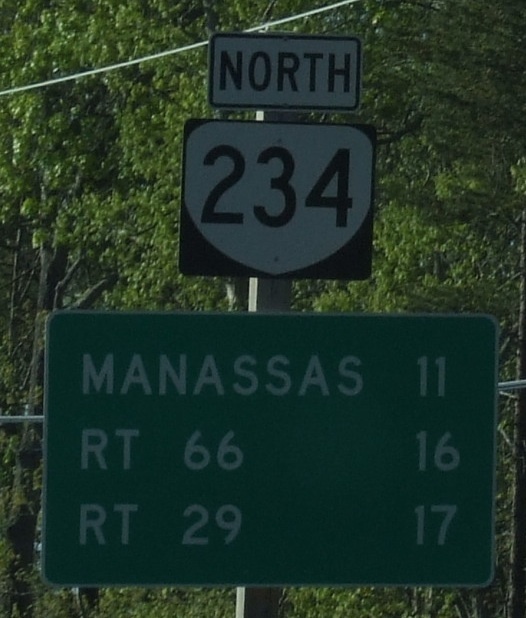 NORTH
234
MANASSAS 11
RT 66 16
RT 29 17